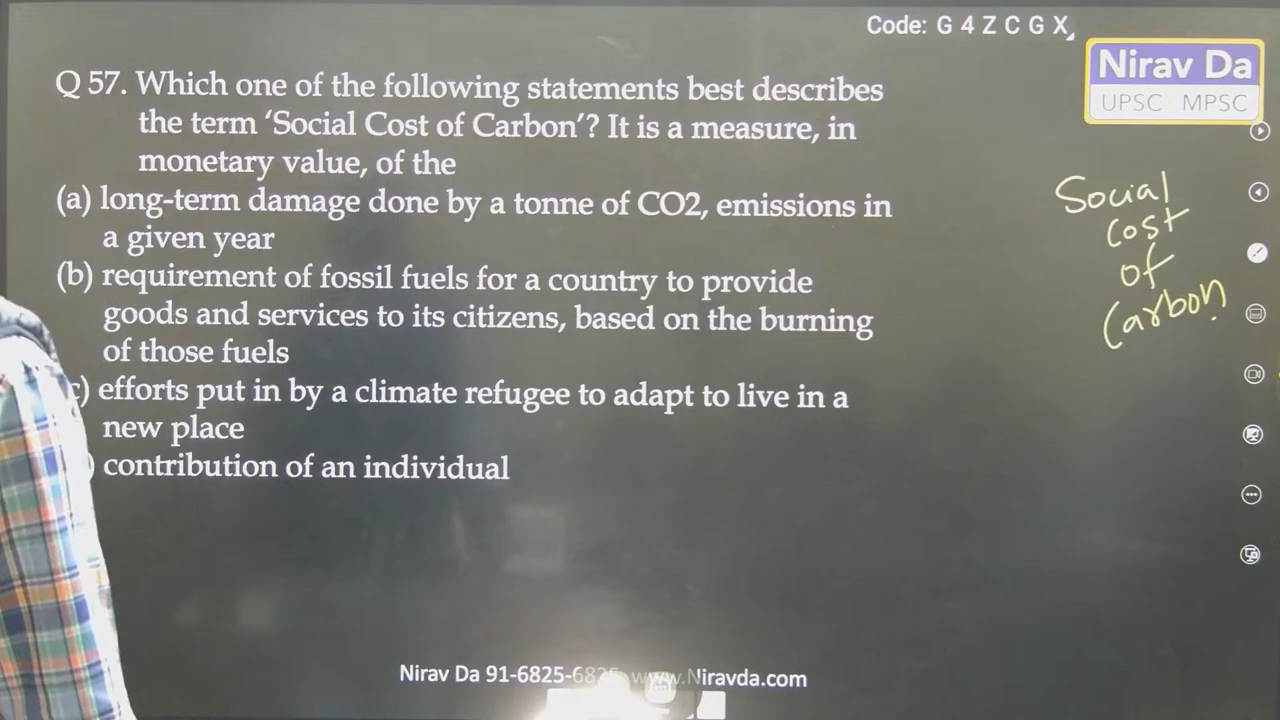 Code: G 4 Z C G X
Nirav Da
UPSC MPSC
Q 57. Which one of the following statements best describes
the term ‘Social Cost of Carbon’? It is a measure, in
monetary value, of the
(a) long-term damage done by a tonne of CO2, emissions in
a given year
(b) requirement of fossil fuels for a country to provide
goods and services to its citizens, based on the burning
of those fuels
c) efforts put in by a climate refugee to adapt to live in a
new place
) contribution of an individual
Social
cost
of
Carbon
Nirav Da 91-6825-6825 www.Niravda.com